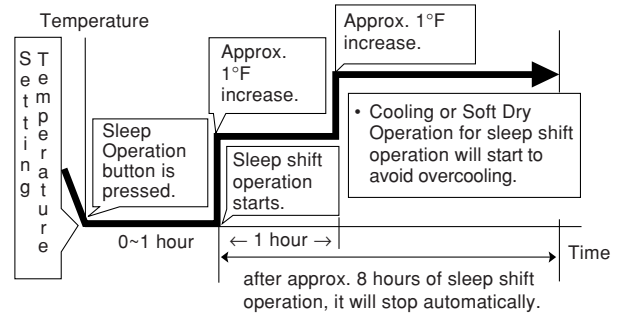 Temperature
Setting
Temperature
Sleep
Operation
button is
pressed.
Approx.
1°F
increase.
Approx. 1°F
increase.
Sleep shift
operation
starts.
• Cooling or Soft Dry
Operation for sleep shift
operation will start to
avoid overcooling.
0~1 hour
← 1 hour →
Time
after approx. 8 hours of sleep shift
operation, it will stop automatically.